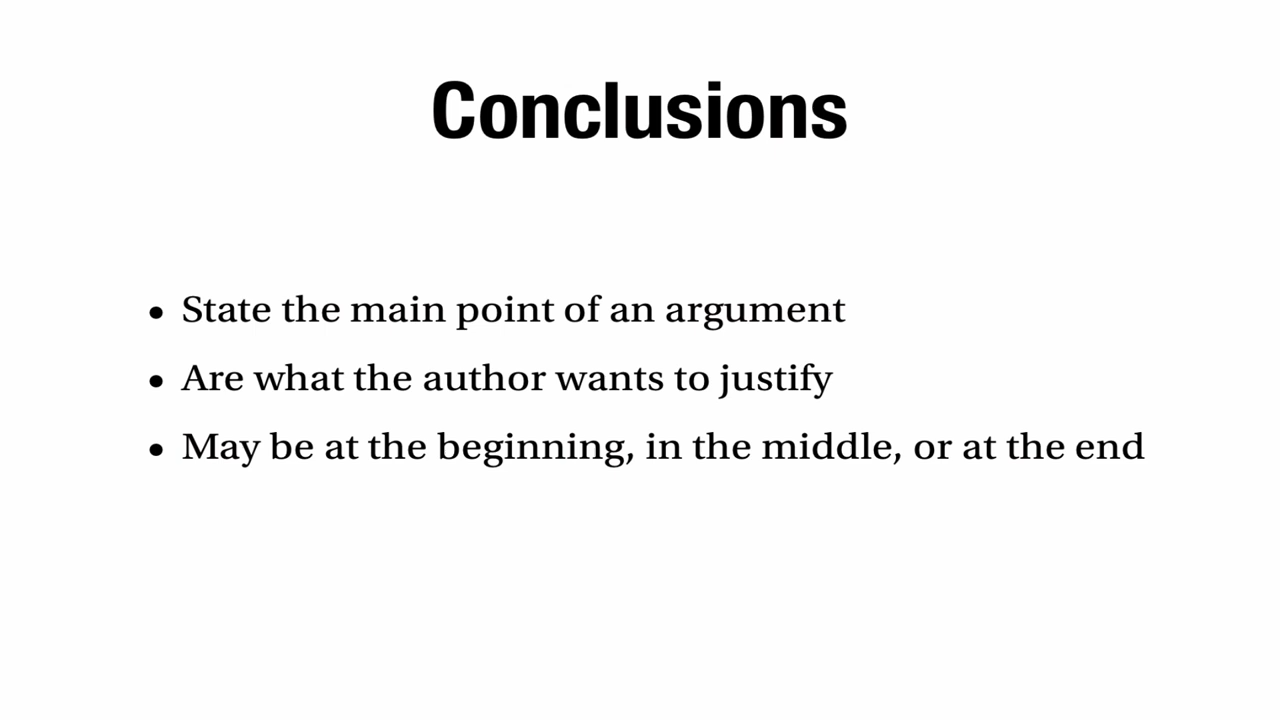 Conclusions
• State the main point of an argument
• Are what the author wants to justify
• May be at the beginning, in the middle, or at the end